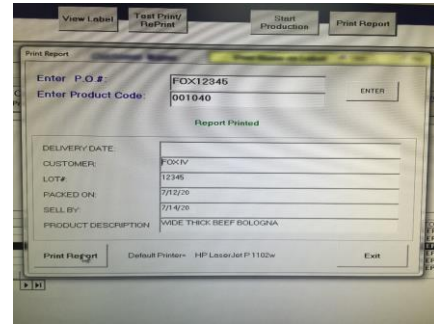 View Label
Test Print/
RePrint
Start
Production
Print Report
Print Report
Enter P.O.#:
FOX12345
Enter Product Code:
001040
ENTER
Report Printed
DELIVERY DATE:
CUSTOMER:
FOXIV
LOT#:
12345
PACKED ON:
7/12/20
SELL BY:
7/14/20
PRODUCT DESCRIPTION
WIDE THICK BEEF BOLOGNA
Print Report
Default Printer= HP LaserJet P 1102w
Exit